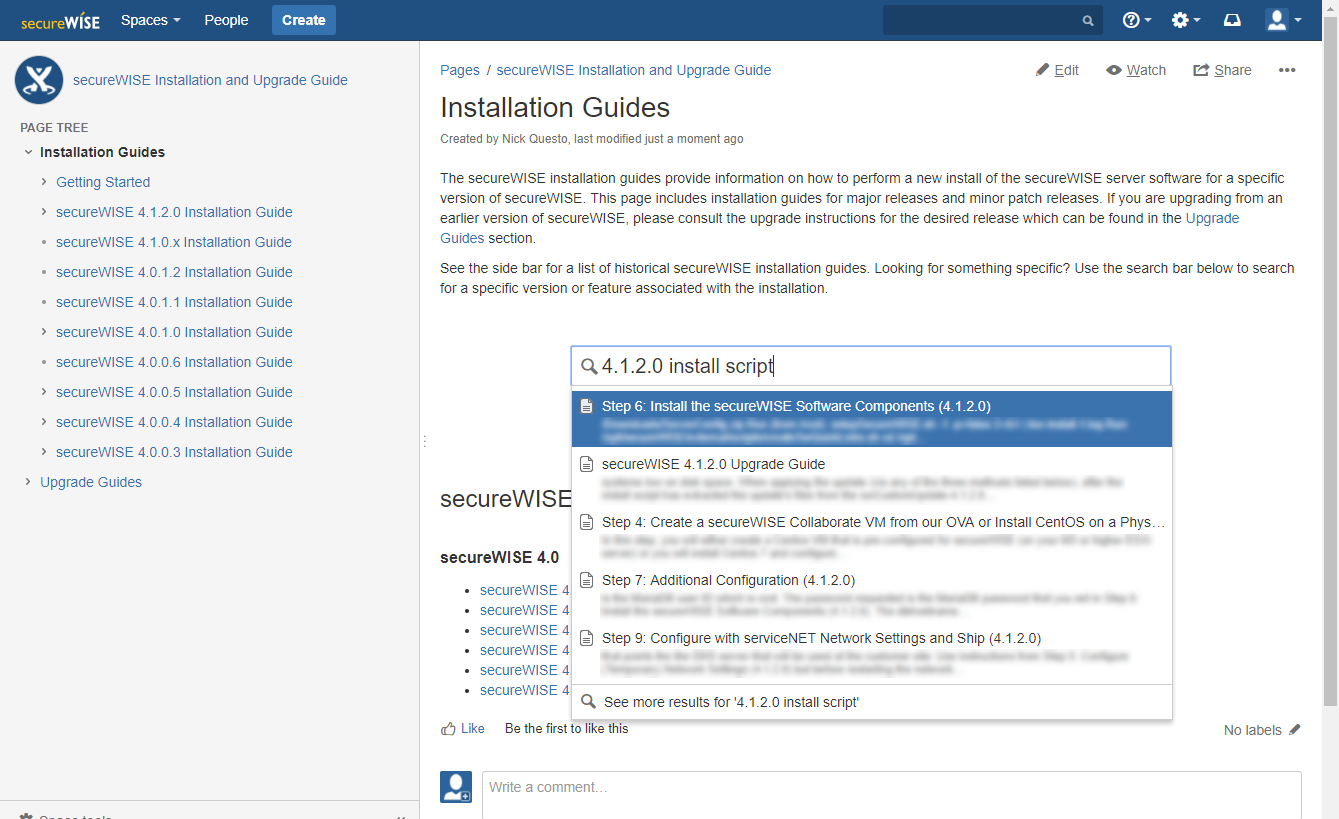 secureWISE Spaces People Create
secureWISE Installation and Upgrade Guide
PAGE TREE
Installation Guides
Getting Started
secureWISE 4.1.2.0 Installation Guide
secureWISE 4.1.0.x Installation Guide
secureWISE 4.0.1.2 Installation Guide
secureWISE 4.0.1.1 Installation Guide
secureWISE 4.0.1.0 Installation Guide
secureWISE 4.0.0.6 Installation Guide
secureWISE 4.0.0.5 Installation Guide
secureWISE 4.0.0.4 Installation Guide
secureWISE 4.0.0.3 Installation Guide
Upgrade Guides
Space tools
Pages / secureWISE Installation and Upgrade Guide
Edit Watch Share
Installation Guides
Created by Nick Questo, last modified just a moment ago
The secureWISE installation guides provide information on how to perform a new install of the secureWISE server software for a specific
version of secureWISE. This page includes installation guides for major releases and minor patch releases. If you are upgrading from an
earlier version of secureWISE, please consult the upgrade instructions for the desired release which can be found in the Upgrade
Guides section.
See the side bar for a list of historical secureWISE installation guides. Looking for something specific? Use the search bar below to search
for a specific version or feature associated with the installation.
4.1.2.0 install script
Step 6: Install the secureWISE Software Components (4.1.2.0)
secureWISE 4.1.2.0 Upgrade Guide
Step 4: Create a secureWISE Collaborate VM from our OVA or Install CentOS on a Phys…
Step 7: Additional Configuration (4.1.2.0)
Step 9: Configure with serviceNET Network Settings and Ship (4.1.2.0)
See more results for '4.1.2.0 install script'
secureWISE
secureWISE 4.0
secureWISE 4
secureWISE 4
secureWISE 4
secureWISE 4
secureWISE 4
secureWISE 4
Like Be the first to like this
No labels
Write a comment…